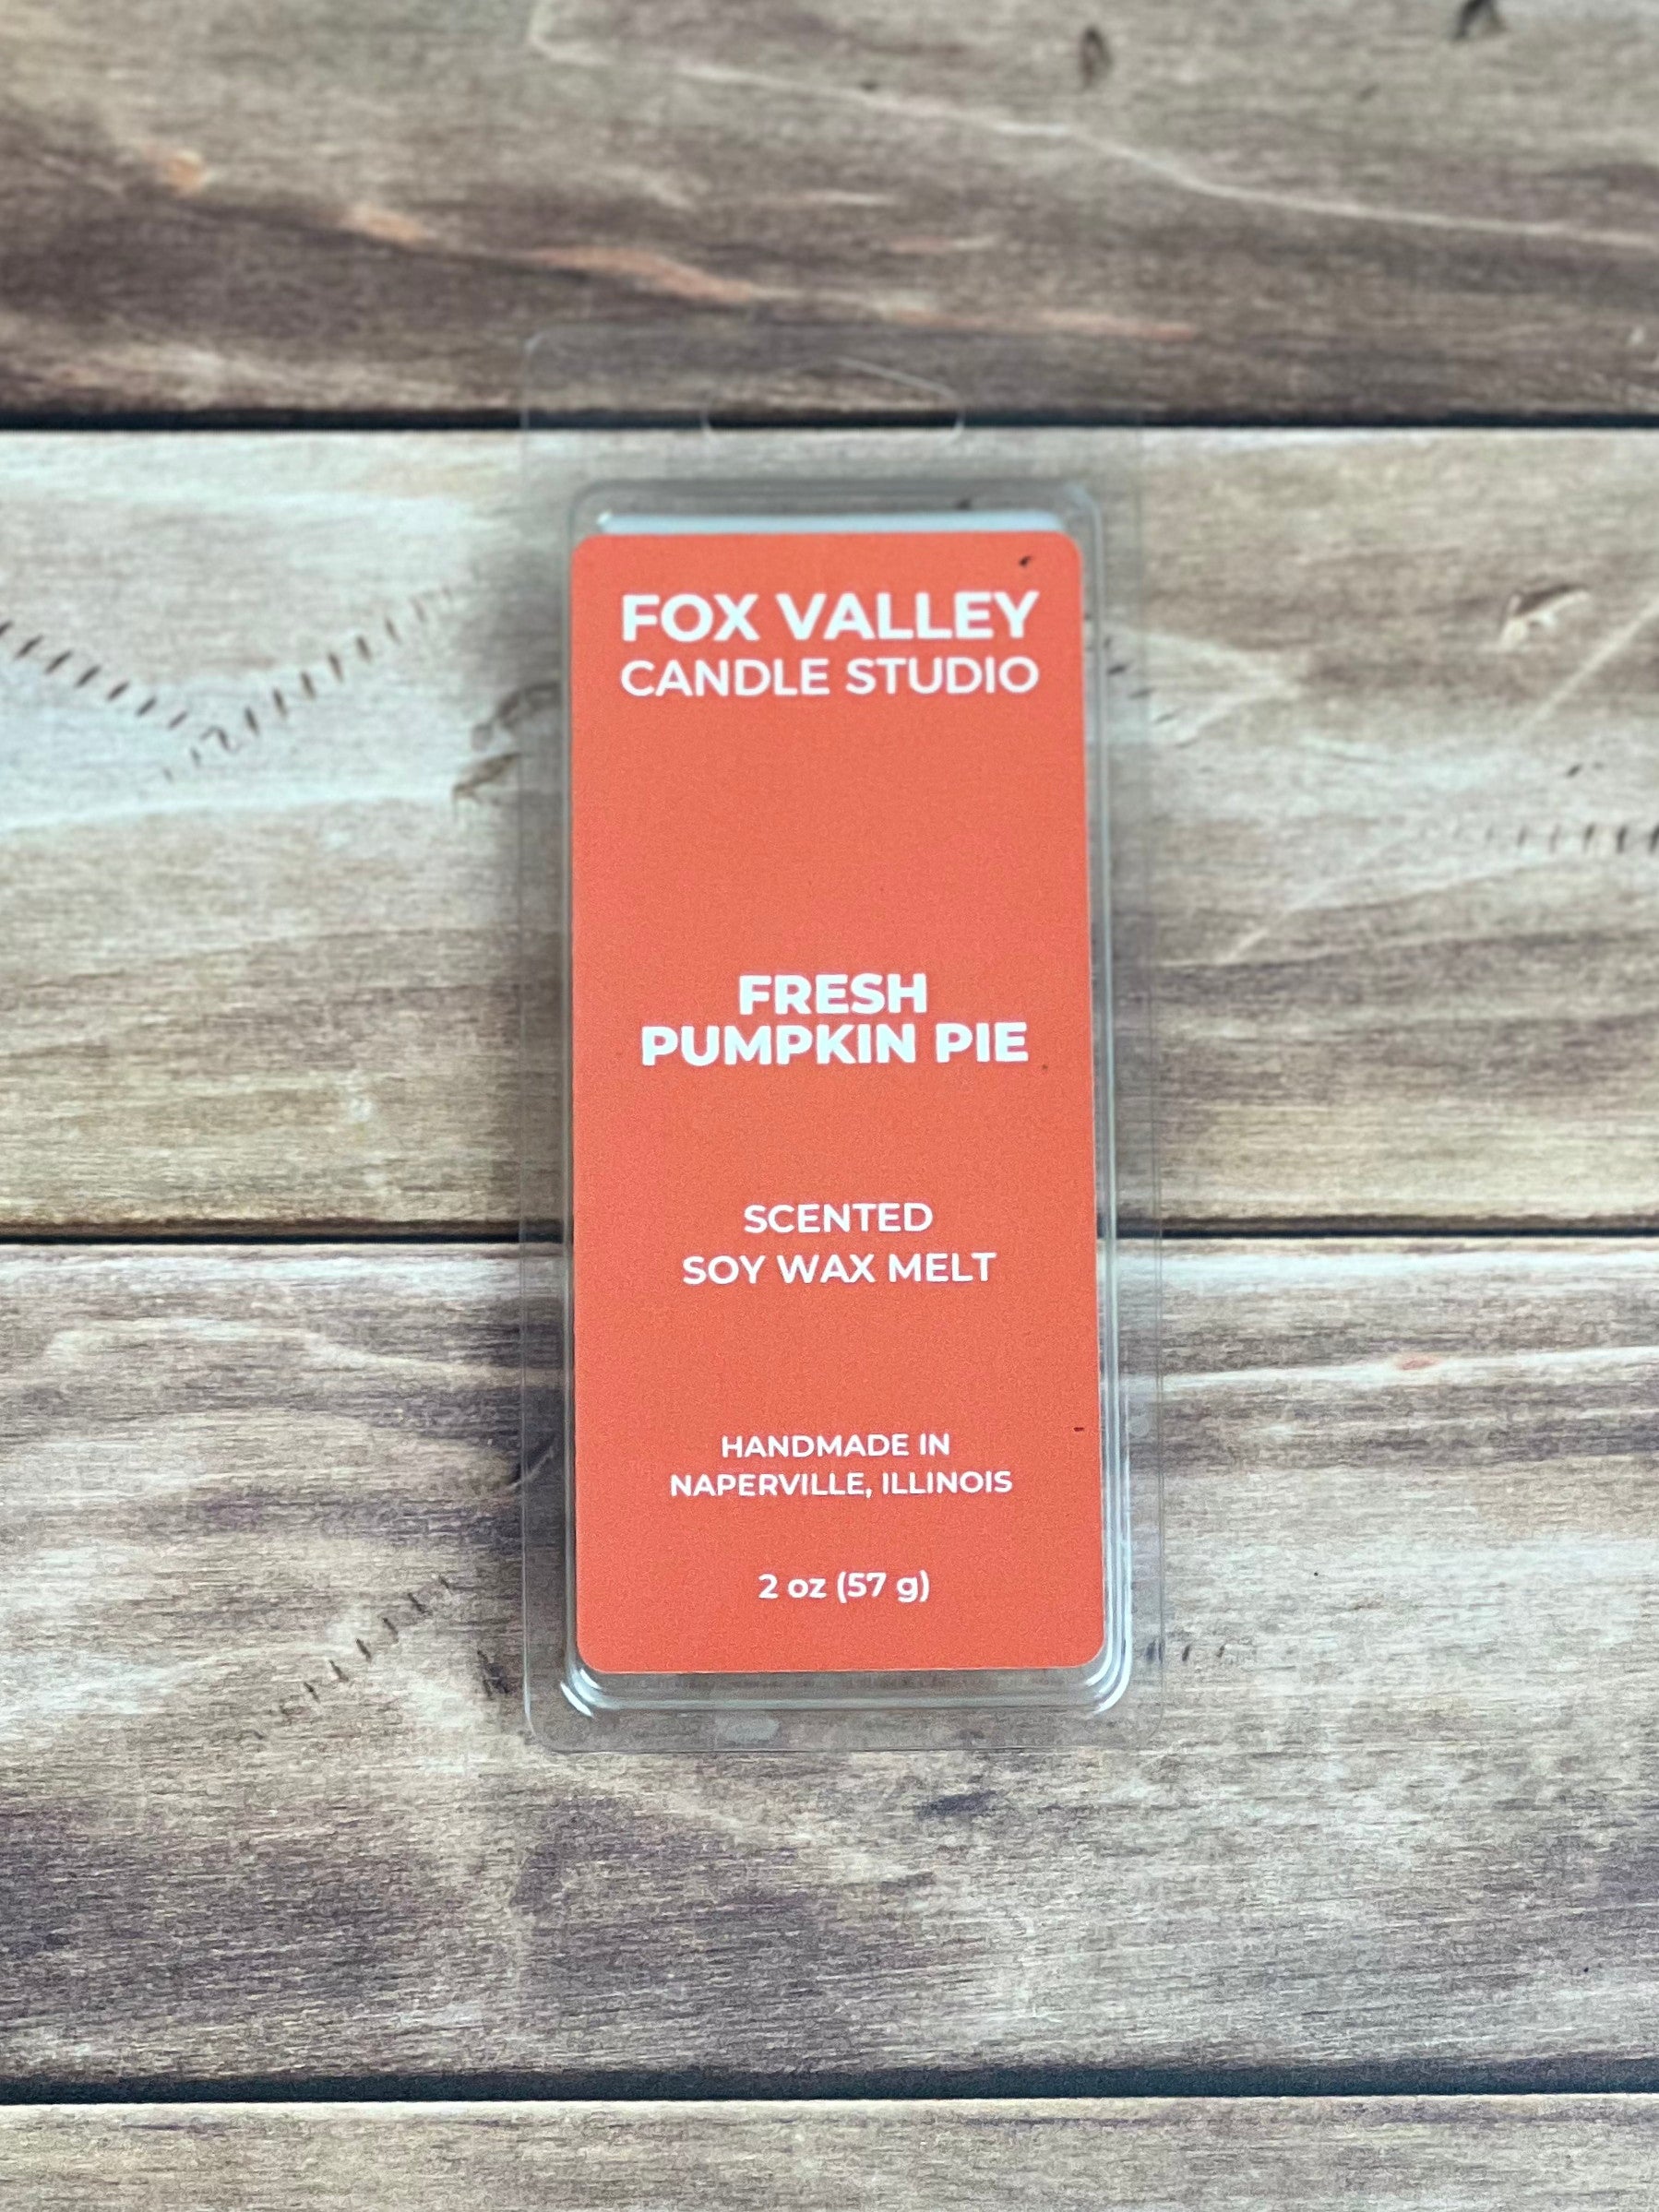 FOX VALLEY
CANDLE STUDIO
FRESH
PUMPKIN PIE
SCENTED
SOY WAX MELT
HANDMADE IN
NAPERVILLE, ILLINOIS
2 oz (57 g)